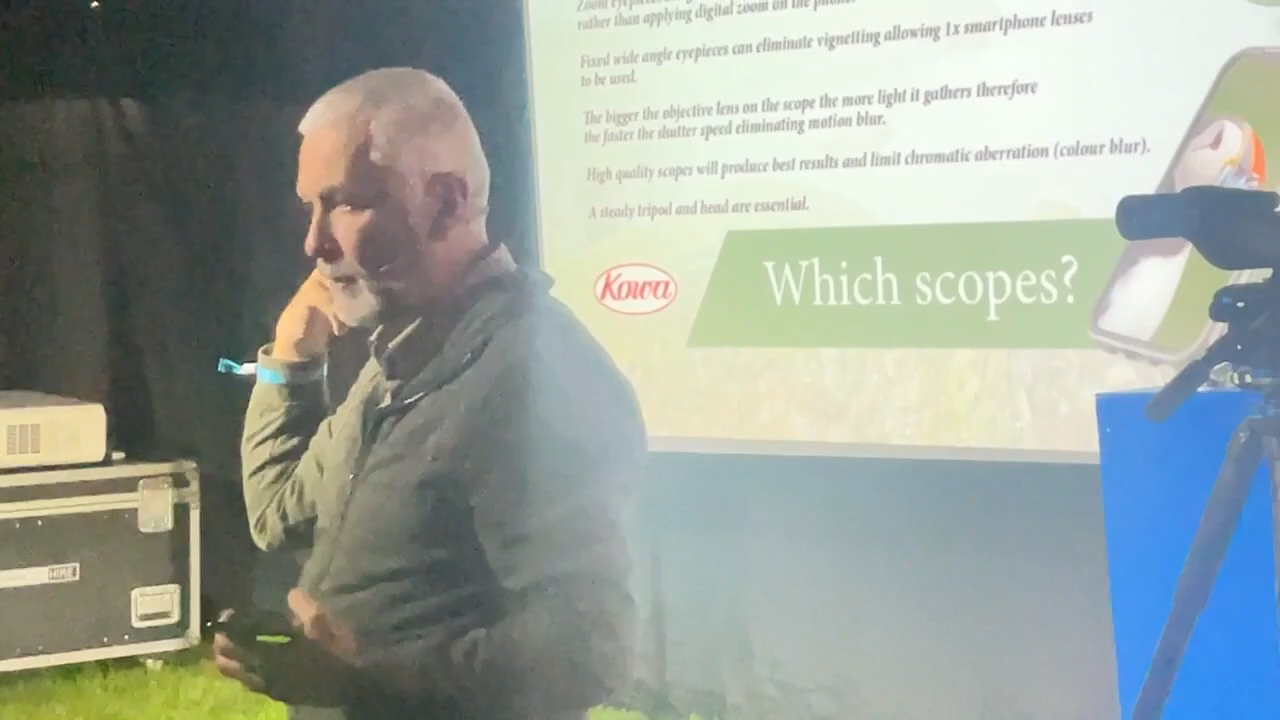 Zoom
rather than applying digital zoom on the phone.
Fixed wide angle eyepieces can eliminate vignetting allowing 1x smartphone lenses
to be used.
The bigger the objective lens on the scope the more light it gathers therefore
the faster the shutter speed eliminating motion blur.
High quality scopes will produce best results and limit chromatic aberration (colour blur).
A steady tripod and head are essential.
Kowa
Which scopes?
HIRE